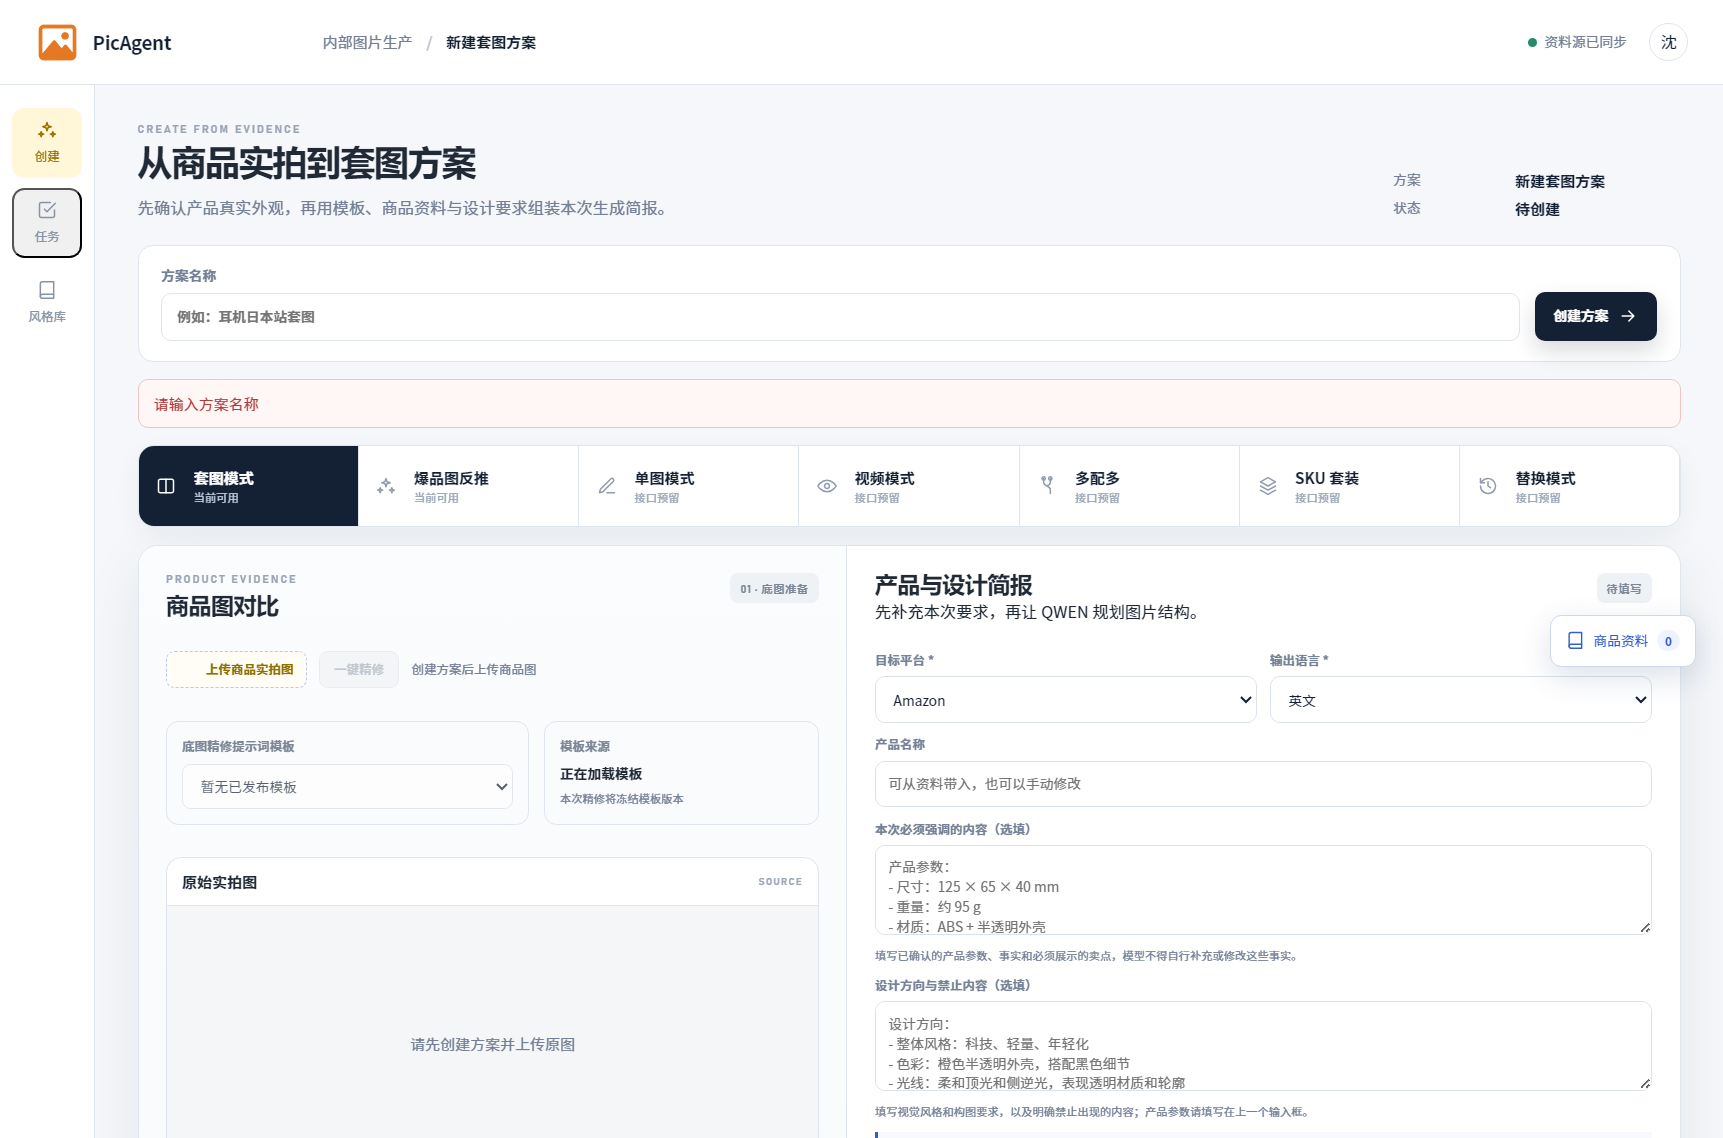 PicAgent
内部图片生产 / 新建套图方案
资料源已同步
沈
创建
任务
风格库
CREATE FROM EVIDENCE
从商品实拍到套图方案
先确认产品真实外观，再用模板、商品资料与设计要求组装本次生成简报。
方案 新建套图方案
状态 待创建
方案名称
例如：耳机日本站套图
创建方案 →
请输入方案名称
套图模式
当前可用
爆品图反推
当前可用
单图模式
接口预留
视频模式
接口预留
多配多
接口预留
SKU 套装
接口预留
替换模式
接口预留
PRODUCT EVIDENCE
商品图对比
01 · 底图准备
上传商品实拍图
一键精修
创建方案后上传商品图
底图精修提示词模板
暂无已发布模板
模板来源
正在加载模板
本次精修将冻结模板版本
原始实拍图
SOURCE
请先创建方案并上传原图
产品与设计简报
先补充本次要求，再让 QWEN 规划图片结构。
待填写
商品资料 0
目标平台 *
Amazon
输出语言 *
英文
产品名称
可从资料带入，也可以手动修改
本次必须强调的内容（选填）
产品参数：
- 尺寸：125 × 65 × 40 mm
- 重量：约 95 g
- 材质：ABS + 半透明外壳
填写已确认的产品参数、事实和必须展示的卖点，模型不得自行补充或修改这些事实。
设计方向与禁止内容（选填）
设计方向：
- 整体风格：科技、轻量、年轻化
- 色彩：橙色半透明外壳，搭配黑色细节
- 光线：柔和顶光和侧逆光，表现透明材质和轮廓
填写视觉风格和构图要求，以及明确禁止出现的内容；产品参数请填写在上一个输入框。